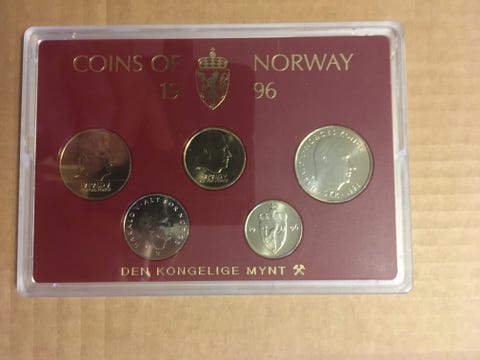 COINS OF NORWAY
19 96
DEN KONGELIGE MYNT